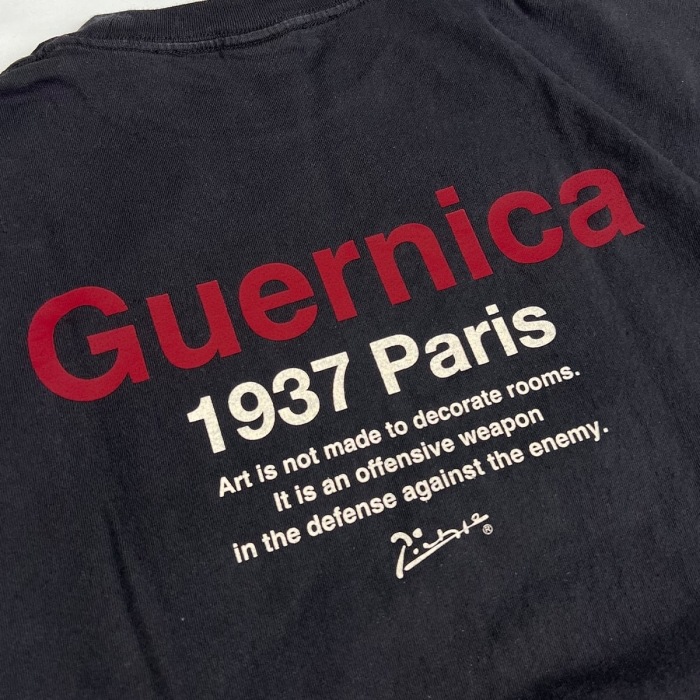 Guernica
1937 Paris
Art is not made to decorate rooms.
It is an offensive weapon
in the defense against the enemy.
Picasso ®